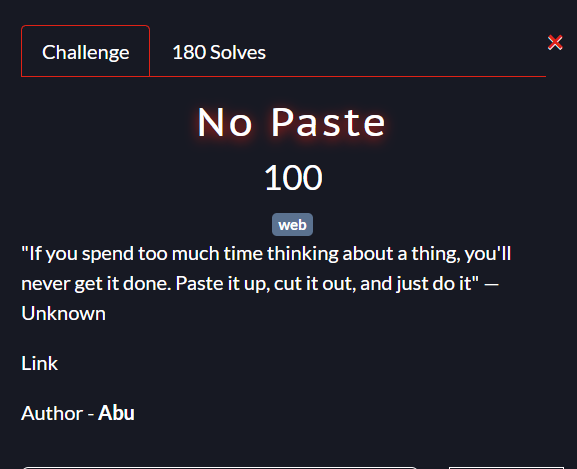 Challenge
180 Solves
No Paste
100
web
"If you spend too much time thinking about a thing, you'll
never get it done. Paste it up, cut it out, and just do it" —
Unknown
Link
Author - Abu